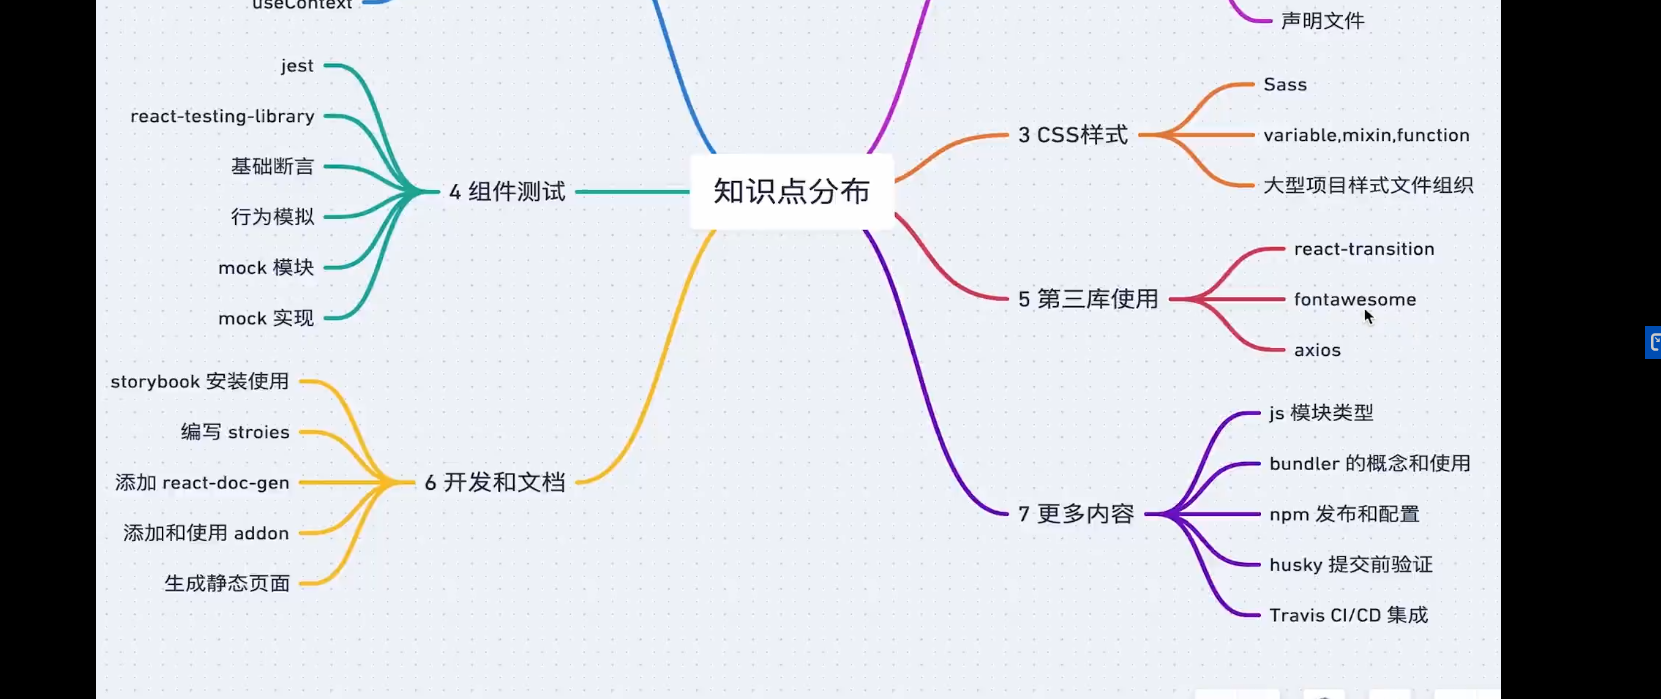 useContext
声明文件
知识点分布
3 CSS样式
Sass
variable,mixin,function
大型项目样式文件组织
4 组件测试
jest
react-testing-library
基础断言
行为模拟
mock 模块
mock 实现
5 第三库使用
react-transition
fontawesome
axios
6 开发和文档
storybook 安装使用
编写 stroies
添加 react-doc-gen
添加和使用 addon
生成静态页面
7 更多内容
js 模块类型
bundler 的概念和使用
npm 发布和配置
husky 提交前验证
Travis CI/CD 集成